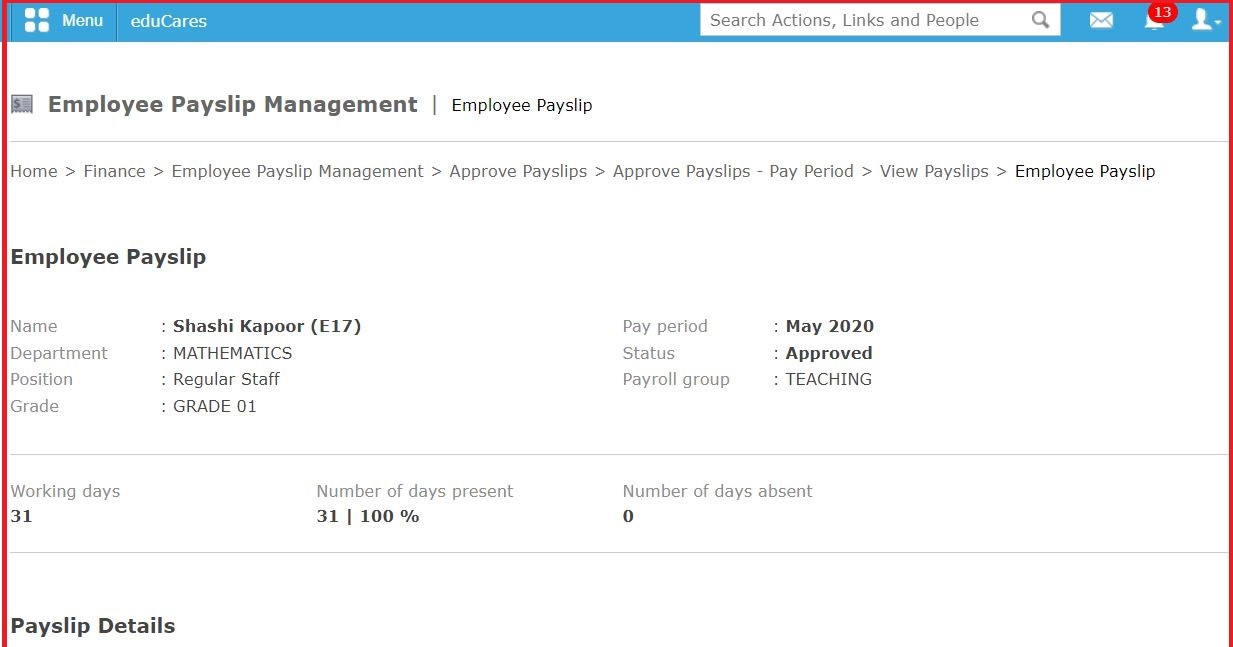 Menu eduCares Search Actions, Links and People 13
Employee Payslip Management | Employee Payslip
Home > Finance > Employee Payslip Management > Approve Payslips > Approve Payslips - Pay Period > View Payslips > Employee Payslip
Employee Payslip
Name : Shashi Kapoor (E17) Pay period : May 2020
Department : MATHEMATICS Status : Approved
Position : Regular Staff Payroll group : TEACHING
Grade : GRADE 01
Working days Number of days present Number of days absent
31 31 | 100 % 0
Payslip Details